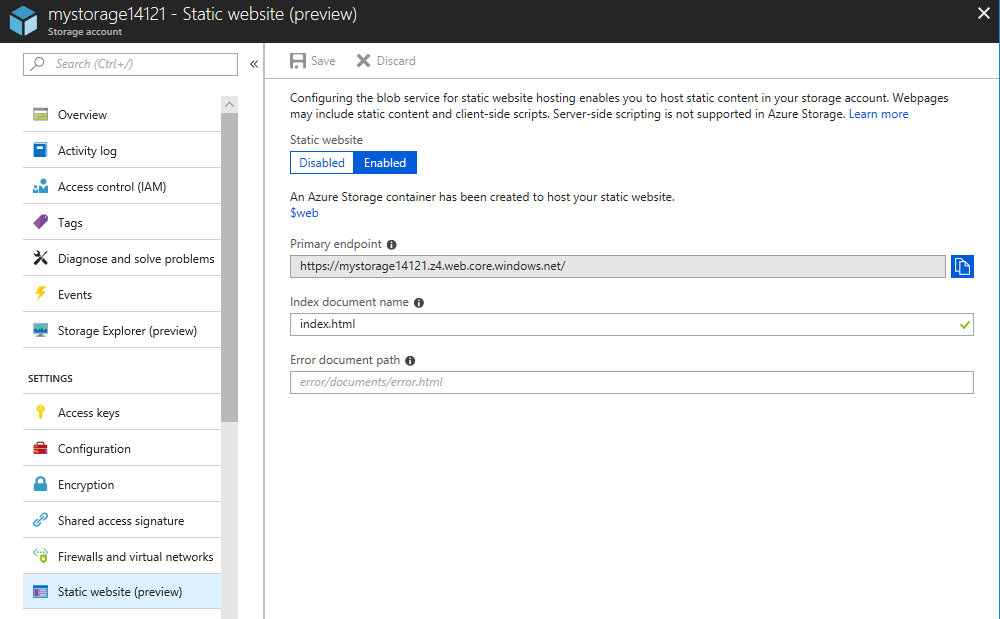 mystorage14121 - Static website (preview)
Storage account
Search (Ctrl+/)
Overview
Activity log
Access control (IAM)
Tags
Diagnose and solve problems
Events
Storage Explorer (preview)
SETTINGS
Access keys
Configuration
Encryption
Shared access signature
Firewalls and virtual networks
Static website (preview)
Save Discard
Configuring the blob service for static website hosting enables you to host static content in your storage account. Webpages
may include static content and client-side scripts. Server-side scripting is not supported in Azure Storage. Learn more
Static website
Disabled Enabled
An Azure Storage container has been created to host your static website.
$web
Primary endpoint
https://mystorage14121.z4.web.core.windows.net/
Index document name
index.html
Error document path
error/documents/error.html